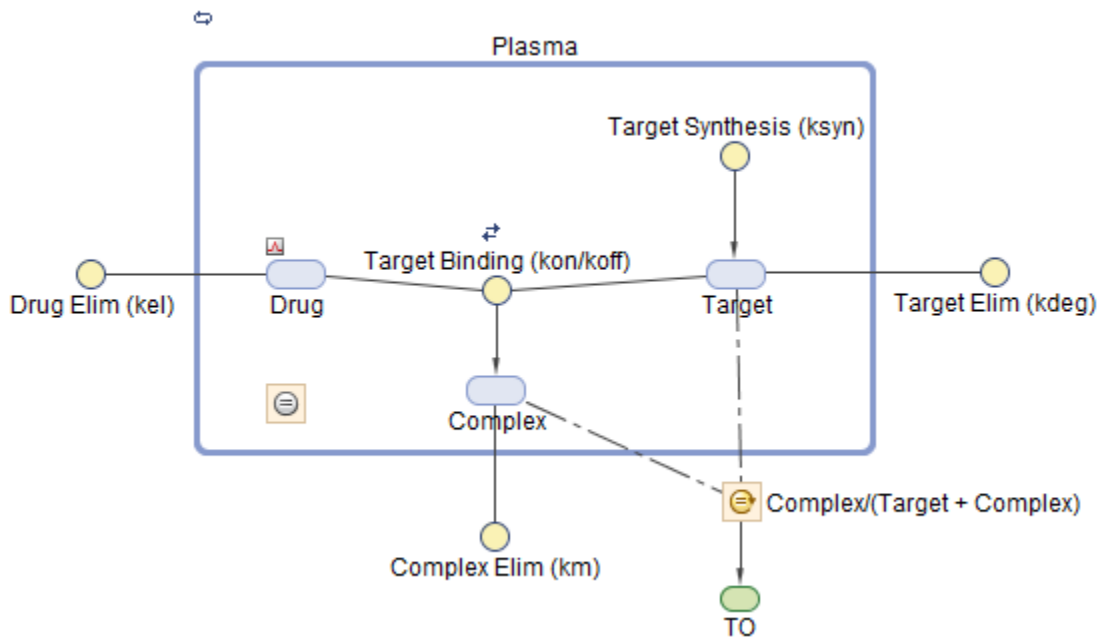 Plasma
Target Synthesis (ksyn)
Target Binding (kon/koff)
Drug Elim (kel)
Drug
Target
Target Elim (kdeg)
Complex
Complex/(Target + Complex)
Complex Elim (km)
TO